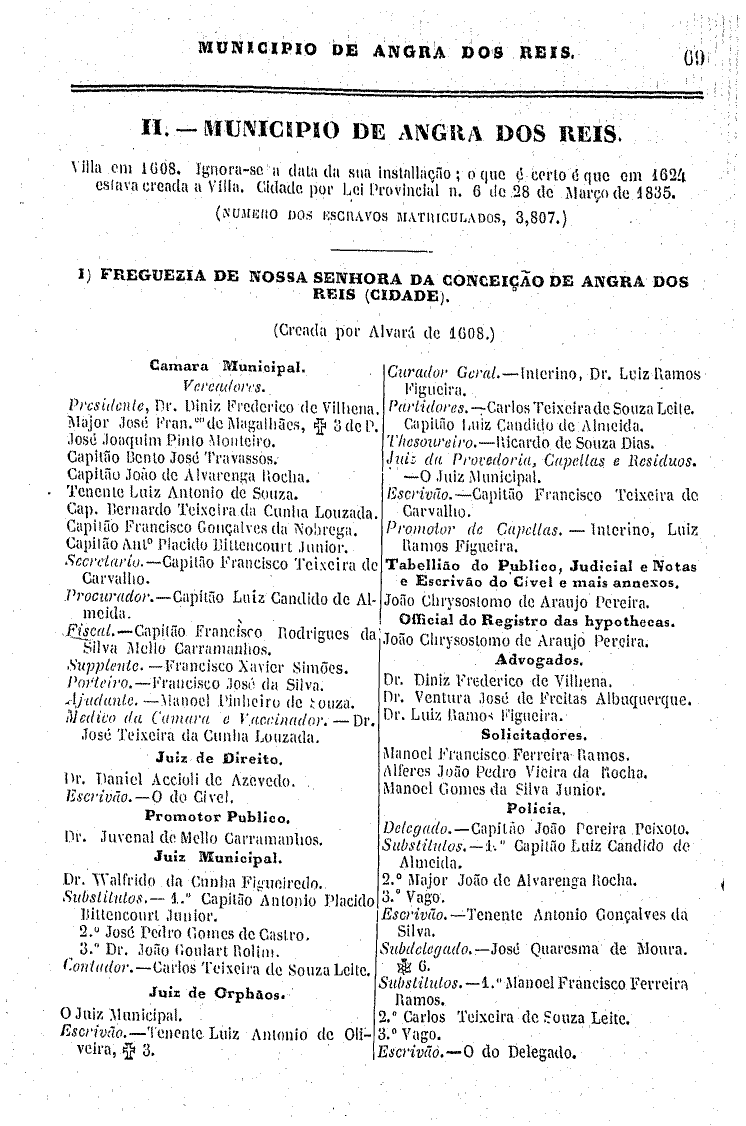 MUNICIPIO DE ANGRA DOS REIS.
69
II. — MUNICIPIO DE ANGRA DOS REIS.
Villa em 1608. Ignora-se a data da sua installação; o que é certo é que em 1624
estava creada a Villa. Cidade por Lei Provincial n. 6 de 28 de Março de 1835.
(NUMERO DOS ESCRAVOS MATRICULADOS, 3,807.)
I) FREGUEZIA DE NOSSA SENHORA DA CONCEIÇÃO DE ANGRA DOS
REIS (CIDADE).
(Creada por Alvará de 1608.)
Camara Municipal.
Vereadores.
Presidente, Dr. Diniz Frederico de Vilhena.
Major José Fran.co de Magalhães, ✠ 3 de P.
José Joaquim Pinto Monteiro.
Capitão Bento José Travassos.
Capitão João de Alvarenga Rocha.
Tenente Luiz Antonio de Souza.
Cap. Bernardo Teixeira da Cunha Louzada.
Capitão Francisco Gonçalves da Nobrega.
Capitão Antº Placido Bittencourt Junior.
Secretario.—Capitão Francisco Teixeira de
Carvalho.
Procurador.—Capitão Luiz Candido de Al-
meida.
Fiscal.—Capitão Francisco Rodrigues da
Silva Mello Carramanhos.
Supplente.—Francisco Xavier Simões.
Porteiro.—Francisco José da Silva.
Ajudante.—Manoel Pinheiro de Souza.
Medico da Camara e Vaccinador.—Dr.
José Teixeira da Cunha Louzada.
Juiz de Direito.
Dr. Daniel Accioli de Azevedo.
Escrivão.—O do Civel.
Promotor Publico.
Dr. Juvenal de Mello Carramanhos.
Juiz Municipal.
Dr. Walfrido da Cunha Figueiredo.
Substitutos.—1.º Capitão Antonio Placido
Bittencourt Junior.
2.º José Pedro Gomes de Castro.
3.º Dr. João Goulart Rolim.
Contador.—Carlos Teixeira de Souza Leite.
Juiz de Orphãos.
O Juiz Municipal.
Escrivão.—Tenente Luiz Antonio de Oli-
veira, ✠ 3.
Curador Geral.—Interino, Dr. Luiz Ramos
Figueira.
Partidores.—Carlos Teixeira de Souza Leite.
Capitão Luiz Candido de Almeida.
Thesoureiro.—Ricardo de Souza Dias.
Juiz da Provedoria, Capellas e Residuos.
—O Juiz Municipal.
Escrivão.—Capitão Francisco Teixeira de
Carvalho.
Promotor de Capellas.—Interino, Luiz
Ramos Figueira.
Tabellião do Publico, Judicial e Notas
e Escrivão do Civel e mais annexos.
João Chrysostomo de Araujo Pereira.
Official do Registro das hypothecas.
João Chrysostomo de Araujo Pereira.
Advogados.
Dr. Diniz Frederico de Vilhena.
Dr. Ventura José de Freitas Albuquerque.
Dr. Luiz Ramos Figueira.
Solicitadores.
Manoel Francisco Ferreira Ramos.
Alferes João Pedro Vieira da Rocha.
Manoel Gomes da Silva Junior.
Policia.
Delegado.—Capitão João Pereira Peixoto.
Substitutos.—1.º Capitão Luiz Candido de
Almeida.
2.º Major João de Alvarenga Rocha.
3.º Vago.
Escrivão.—Tenente Antonio Gonçalves da
Silva.
Subdelegado.—José Quaresma de Moura.
6.
Substitutos.—1.º Manoel Francisco Ferreira
Ramos.
2.º Carlos Teixeira de Souza Leite.
3.º Vago.
Escrivão.—O do Delegado.